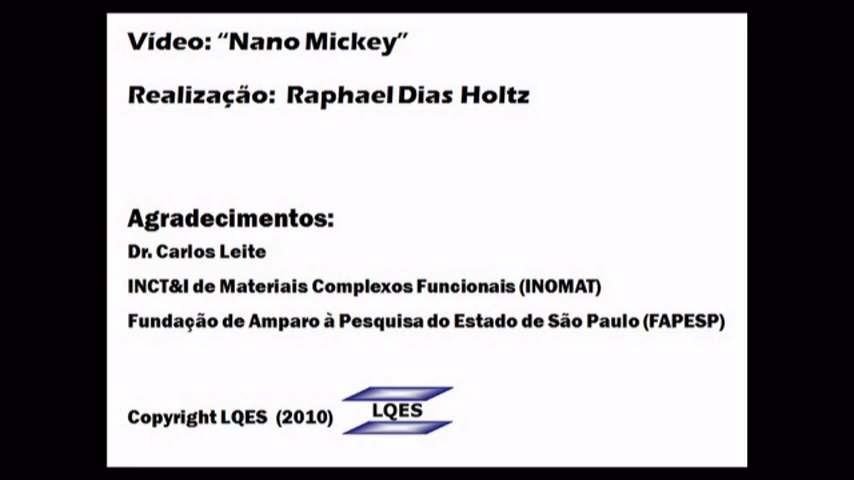 Vídeo: “Nano Mickey”
Realização: Raphael Dias Holtz
Agradecimentos:
Dr. Carlos Leite
INCT&I de Materiais Complexos Funcionais (INOMAT)
Fundação de Amparo à Pesquisa do Estado de São Paulo (FAPESP)
Copyright LQES (2010) LQES